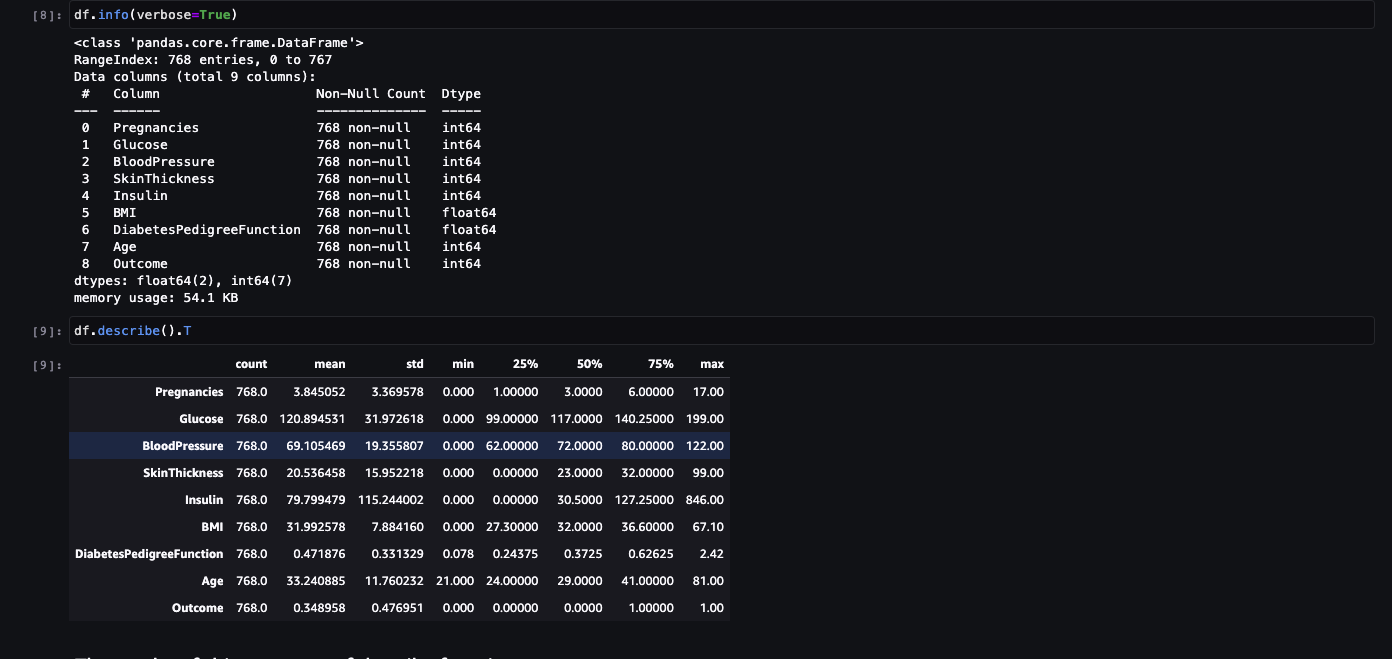 [8]: df.info(verbose=True)
<class 'pandas.core.frame.DataFrame'>
RangeIndex: 768 entries, 0 to 767
Data columns (total 9 columns):
 #   Column                    Non-Null Count  Dtype
---  ------                    --------------  -----
 0   Pregnancies               768 non-null    int64
 1   Glucose                   768 non-null    int64
 2   BloodPressure             768 non-null    int64
 3   SkinThickness             768 non-null    int64
 4   Insulin                   768 non-null    int64
 5   BMI                       768 non-null    float64
 6   DiabetesPedigreeFunction  768 non-null    float64
 7   Age                       768 non-null    int64
 8   Outcome                   768 non-null    int64
dtypes: float64(2), int64(7)
memory usage: 54.1 KB
[9]: df.describe().T
[9]: count mean std min 25% 50% 75% max
Pregnancies 768.0 3.845052 3.369578 0.000 1.00000 3.0000 6.00000 17.00
Glucose 768.0 120.894531 31.972618 0.000 99.00000 117.0000 140.25000 199.00
BloodPressure 768.0 69.105469 19.355807 0.000 62.00000 72.0000 80.00000 122.00
SkinThickness 768.0 20.536458 15.952218 0.000 0.00000 23.0000 32.00000 99.00
Insulin 768.0 79.799479 115.244002 0.000 0.00000 30.5000 127.25000 846.00
BMI 768.0 31.992578 7.884160 0.000 27.30000 32.0000 36.60000 67.10
DiabetesPedigreeFunction 768.0 0.471876 0.331329 0.078 0.24375 0.3725 0.62625 2.42
Age 768.0 33.240885 11.760232 21.000 24.00000 29.0000 41.00000 81.00
Outcome 768.0 0.348958 0.476951 0.000 0.00000 0.0000 1.00000 1.00